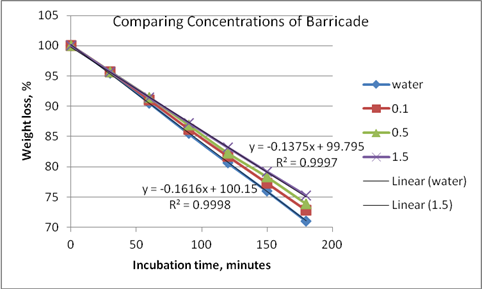 Comparing Concentrations of Barricade
105
100
95
90
85
80
75
70
Weight loss, %
0
50
100
150
200
Incubation time, minutes
y = -0.1375x + 99.795
R² = 0.9997
y = -0.1616x + 100.15
R² = 0.9998
water
0.1
0.5
1.5
Linear (water)
Linear (1.5)